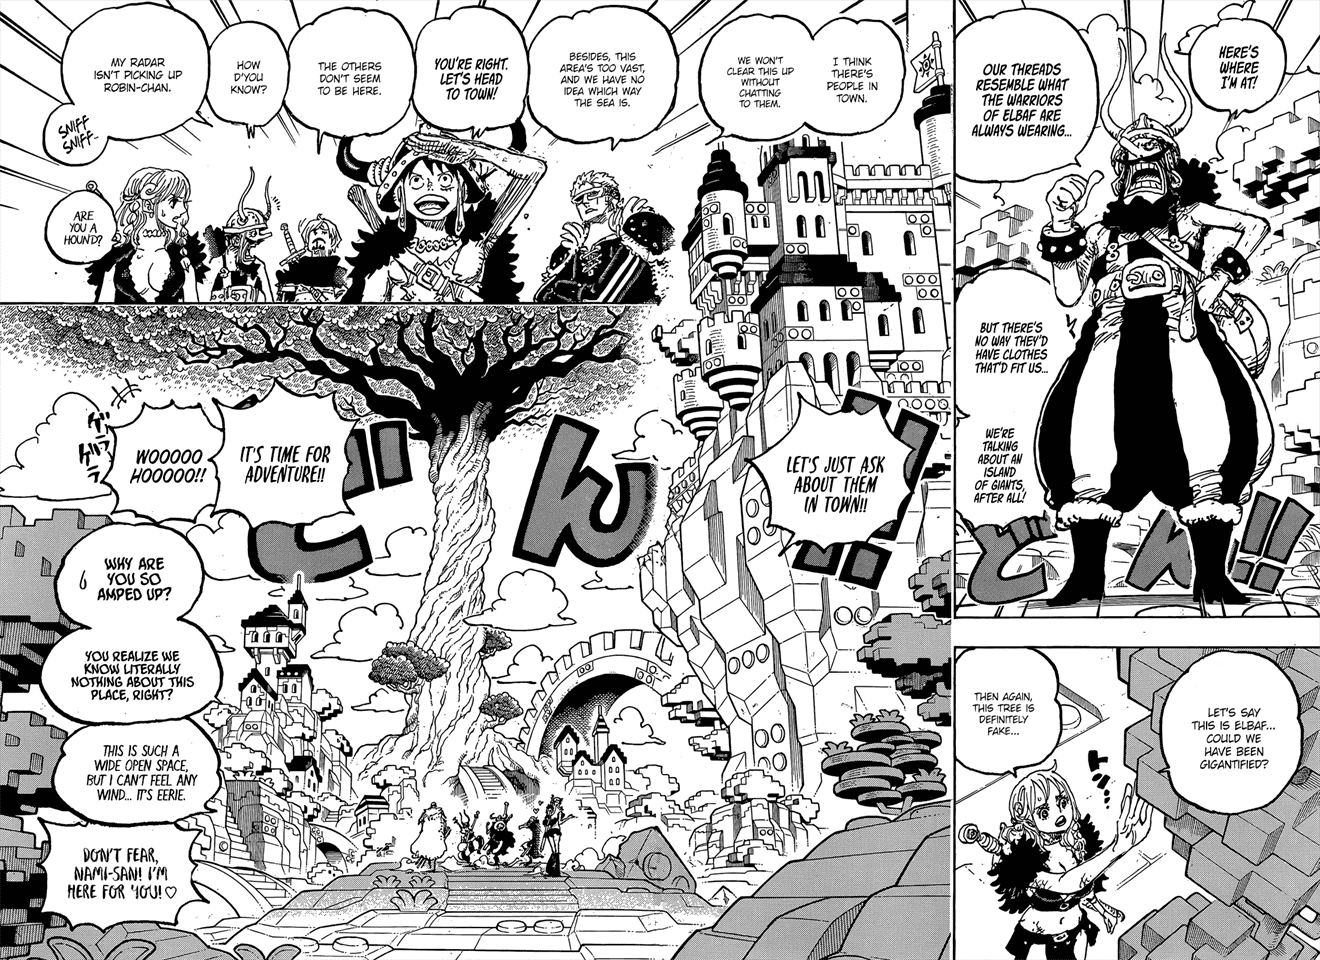 HERE'S
WHERE
I'M AT!
OUR THREADS
RESEMBLE WHAT
THE WARRIORS
OF ELBAF ARE
ALWAYS WEARING...
BUT THERE'S
NO WAY THEY'D
HAVE CLOTHES
THAT'D FIT US...
WE'RE
TALKING
ABOUT AN
ISLAND
OF GIANTS,
AFTER ALL!
どん!!
LET'S SAY
THIS IS ELBAF...
COULD WE
HAVE BEEN
GIGANTIFIED?
THEN AGAIN,
THIS TREE IS
DEFINITELY
FAKE...
I THINK
THERE'S
PEOPLE IN
TOWN.
WE WON'T
CLEAR THIS UP
WITHOUT
CHATTING
TO THEM.
BESIDES, THIS
AREA'S TOO VAST,
AND WE HAVE NO
IDEA WHICH WAY
THE SEA IS.
YOU'RE RIGHT.
LET'S HEAD
TO TOWN!
THE OTHERS
DON'T SEEM
TO BE HERE.
HOW
D'YOU
KNOW?
MY RADAR
ISN'T PICKING UP
ROBIN-CHAN.
SNIFF
SNIFF~
ARE
YOU A
HOUND?
LET'S JUST ASK
ABOUT THEM
IN TOWN!!
IT'S TIME FOR
ADVENTURE!!
WOOOOO
HOOOOO!!
WHY ARE
YOU SO
AMPED UP?
YOU REALIZE WE
KNOW LITERALLY
NOTHING ABOUT THIS
PLACE, RIGHT?
THIS IS SUCH A
WIDE OPEN SPACE,
BUT I CAN'T FEEL ANY
WIND... IT'S EERIE.
DON'T FEAR,
NAMI-SAN! I'M
HERE FOR YOU!♡